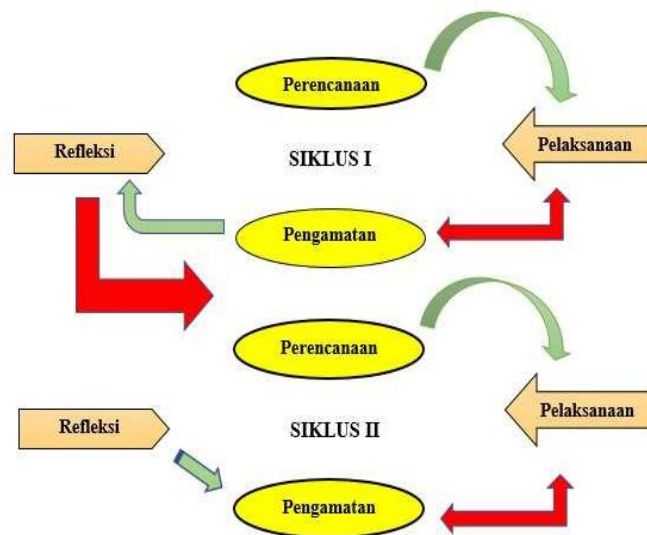 Perencanaan
Refleksi
SIKLUS I
Pelaksanaan
Pengamatan
Perencanaan
Refleksi
SIKLUS II
Pelaksanaan
Pengamatan